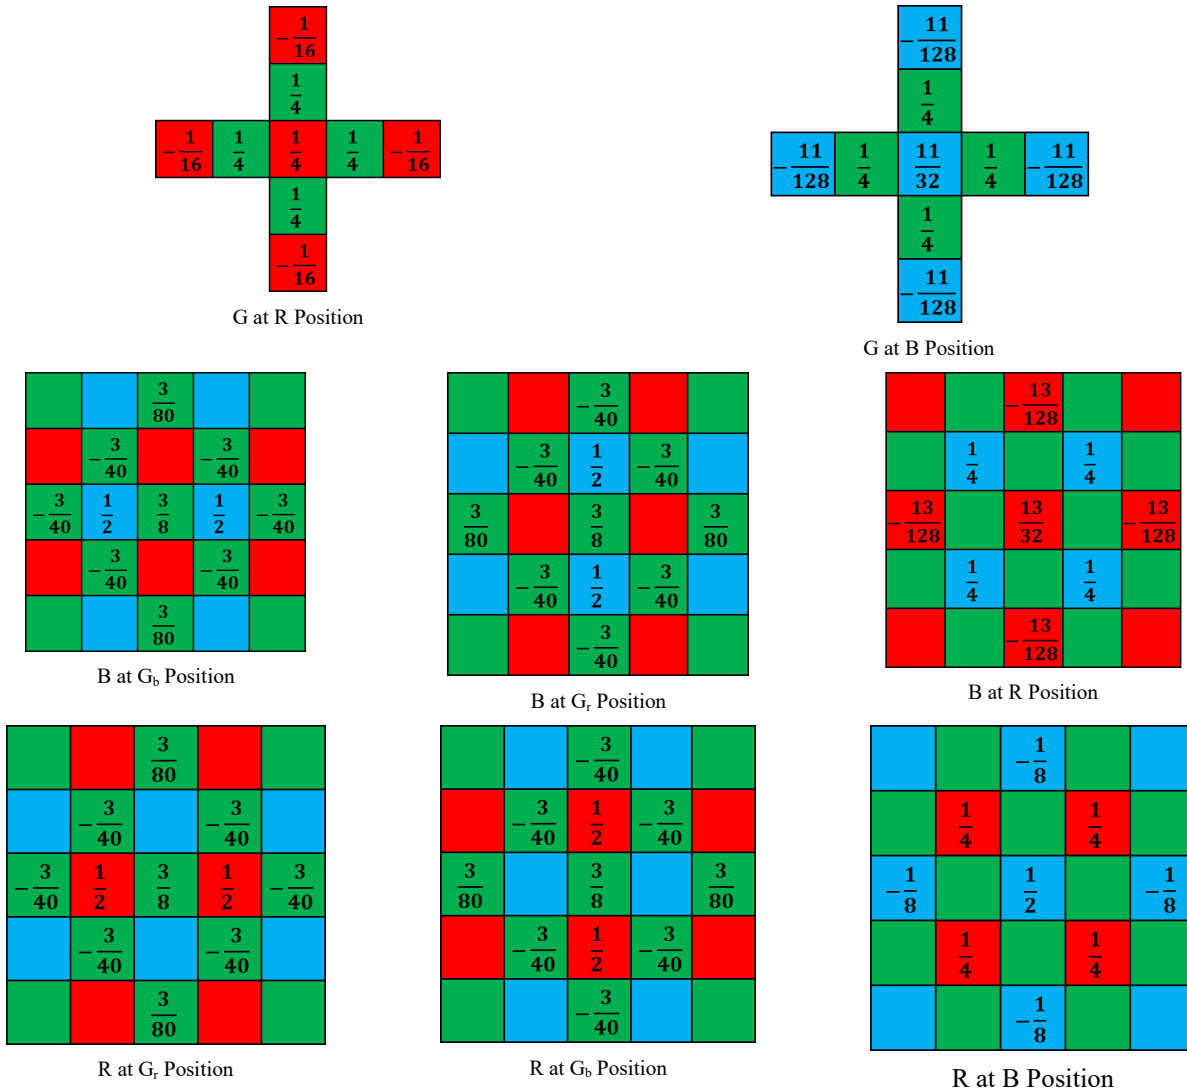 -1/16
1/4
-1/16 1/4 1/4 1/4 -1/16
1/4
-1/16
G at R Position
-11/128
1/4
-11/128 1/4 11/32 1/4 -11/128
1/4
-11/128
G at B Position
3/80
-3/40 -3/40
-3/40 1/2 3/8 1/2 -3/40
-3/40 -3/40
3/80
B at G_b Position
-3/40
-3/40 1/2 -3/40
3/80 3/8 3/80
-3/40 1/2 -3/40
-3/40
B at G_r Position
-13/128
1/4 1/4
-13/128 13/32 -13/128
1/4 1/4
-13/128
B at R Position
3/80
-3/40 -3/40
-3/40 1/2 3/8 1/2 -3/40
-3/40 -3/40
3/80
R at G_r Position
-3/40
-3/40 1/2 -3/40
3/80 3/8 3/80
-3/40 1/2 -3/40
-3/40
R at G_b Position
-1/8
1/4 1/4
-1/8 1/2 -1/8
1/4 1/4
-1/8
R at B Position